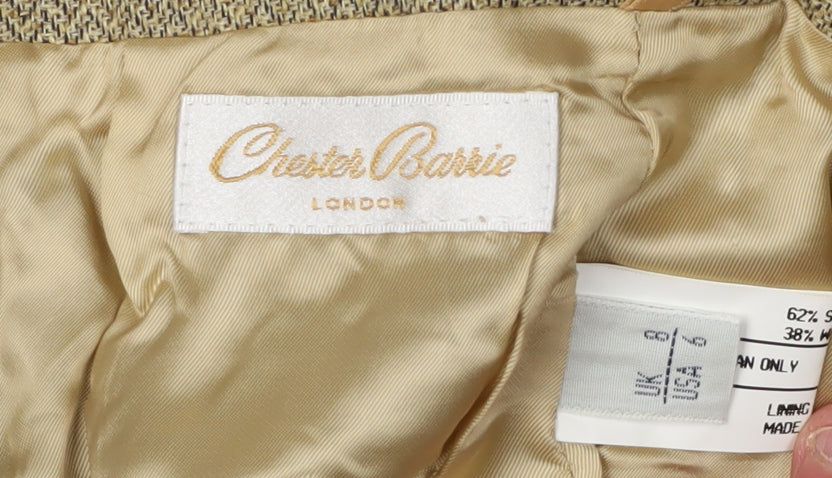 Chester Barrie
LONDON
UK 8
USA 6
62% S
38% W
AN ONLY
LINING
MADE